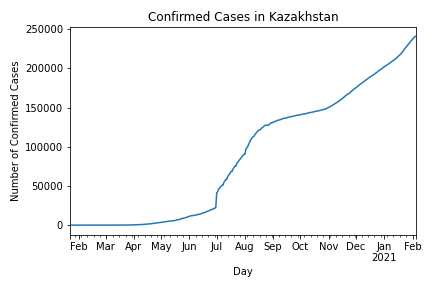 Confirmed Cases in Kazakhstan
250000
200000
150000
100000
50000
0
Number of Confirmed Cases
Feb Mar Apr May Jun Jul Aug Sep Oct Nov Dec Jan Feb
2021
Day